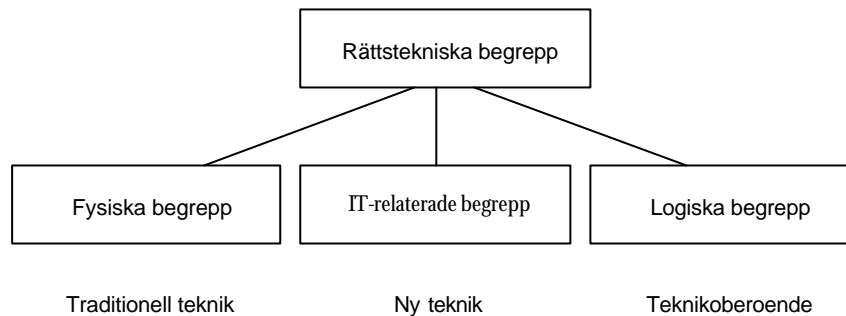 Rättstekniska begrepp
Fysiska begrepp
IT-relaterade begrepp
Logiska begrepp
Traditionell teknik
Ny teknik
Teknikoberoende